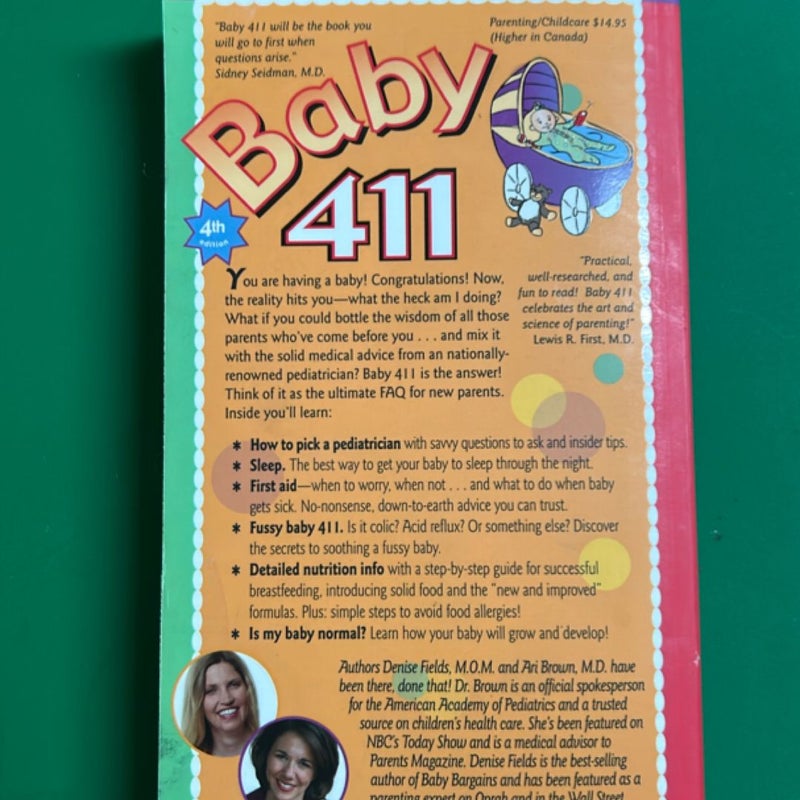 "Baby 411 will be the book you
will go to first when
questions arise."
Sidney Seidman, M.D.
Parenting/Childcare $14.95
(Higher in Canada)
Baby
411
4th
edition
You are having a baby! Congratulations! Now,
the reality hits you—what the heck am I doing?
What if you could bottle the wisdom of all those
parents who've come before you . . . and mix it
with the solid medical advice from an nationally-
renowned pediatrician? Baby 411 is the answer!
Think of it as the ultimate FAQ for new parents.
Inside you'll learn:
"Practical,
well-researched, and
fun to read! Baby 411
celebrates the art and
science of parenting!"
Lewis R. First, M.D.
* How to pick a pediatrician with savvy questions to ask and insider tips.
* Sleep. The best way to get your baby to sleep through the night.
* First aid—when to worry, when not . . . and what to do when baby
gets sick. No-nonsense, down-to-earth advice you can trust.
* Fussy baby 411. Is it colic? Acid reflux? Or something else? Discover
the secrets to soothing a fussy baby.
* Detailed nutrition info with a step-by-step guide for successful
breastfeeding, introducing solid food and the "new and improved"
formulas. Plus: simple steps to avoid food allergies!
* Is my baby normal? Learn how your baby will grow and develop!
Authors Denise Fields, M.O.M. and Ari Brown, M.D. have
been there, done that! Dr. Brown is an official spokesperson
for the American Academy of Pediatrics and a trusted
source on children's health care. She's been featured on
NBC's Today Show and is a medical advisor to
Parents Magazine. Denise Fields is the best-selling
author of Baby Bargains and has been featured as a
parenting expert on Oprah and in the Wall Street